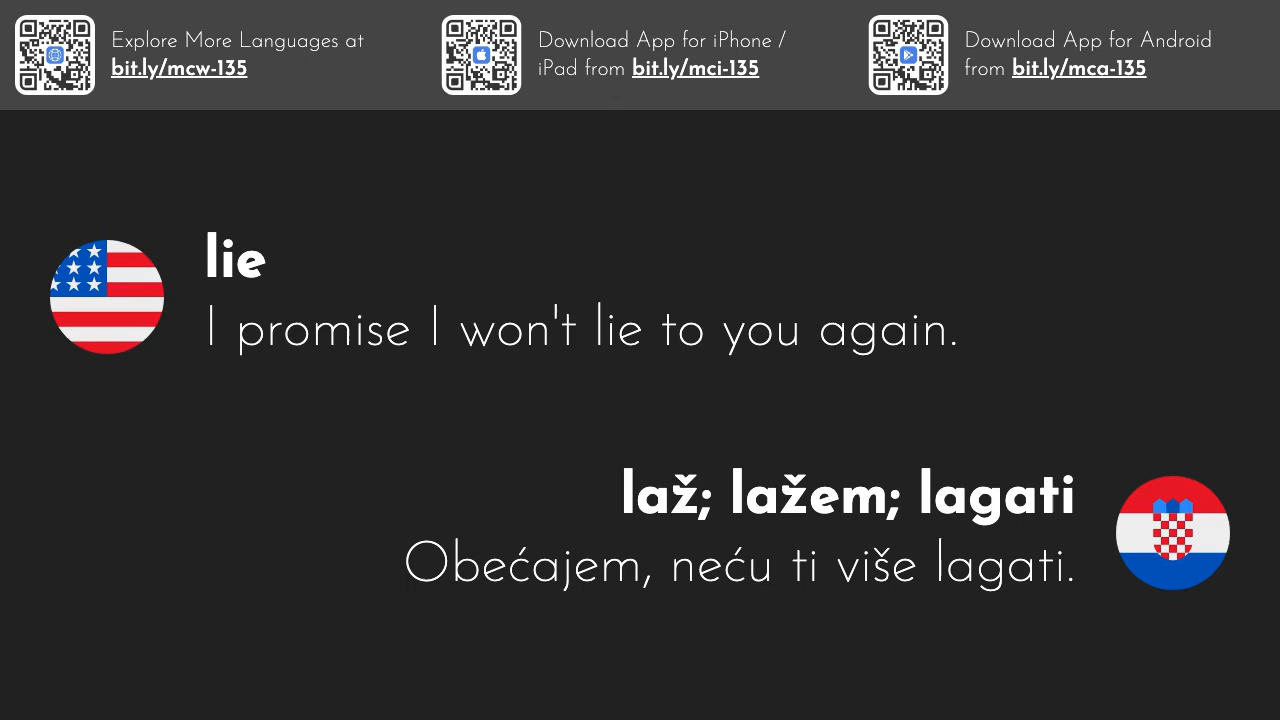 Explore More Languages at
bit.ly/mcw-135
Download App for iPhone /
iPad from bit.ly/mci-135
Download App for Android
from bit.ly/mca-135
lie
I promise I won't lie to you again.
laž; lažem; lagati
Obećajem, neću ti više lagati.